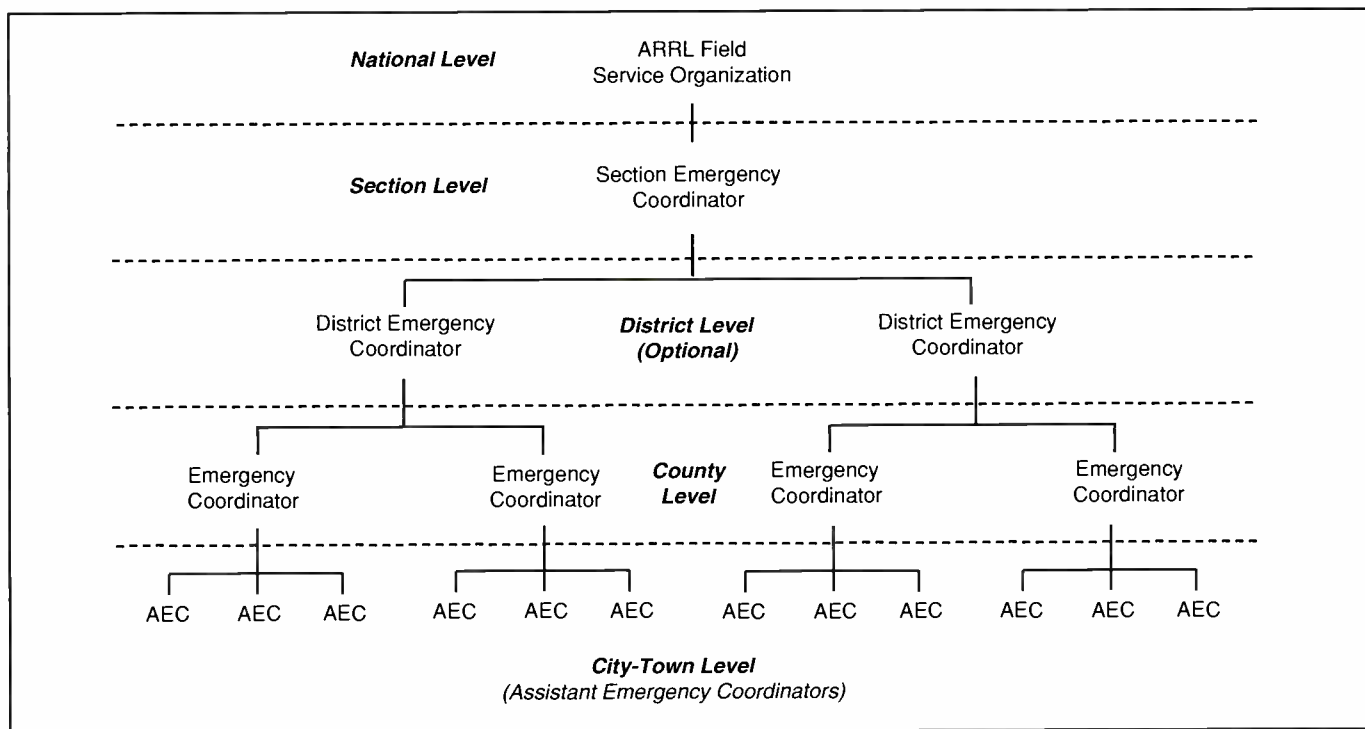 National Level
ARRL Field
Service Organization
Section Level
Section Emergency
Coordinator
District Emergency
Coordinator
District Level
(Optional)
District Emergency
Coordinator
Emergency
Coordinator
Emergency
Coordinator
County
Level
Emergency
Coordinator
Emergency
Coordinator
AEC AEC AEC AEC AEC AEC AEC AEC AEC AEC AEC AEC
City-Town Level
(Assistant Emergency Coordinators)